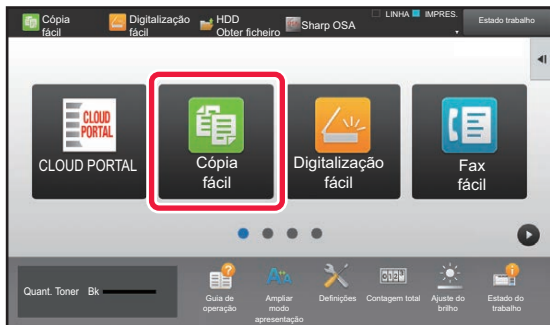 Cópia
fácil
Digitalização
fácil
HDD
Obter ficheiro
Sharp OSA
LINHA
IMPRES.
Estado trabalho
CLOUD
PORTAL
CLOUD PORTAL
Cópia
fácil
Digitalização
fácil
Fax
fácil
Quant. Toner Bk
Guia de
operação
Ampliar
modo
apresentação
Definições
Contagem total
Ajuste do
brilho
Estado do
trabalho